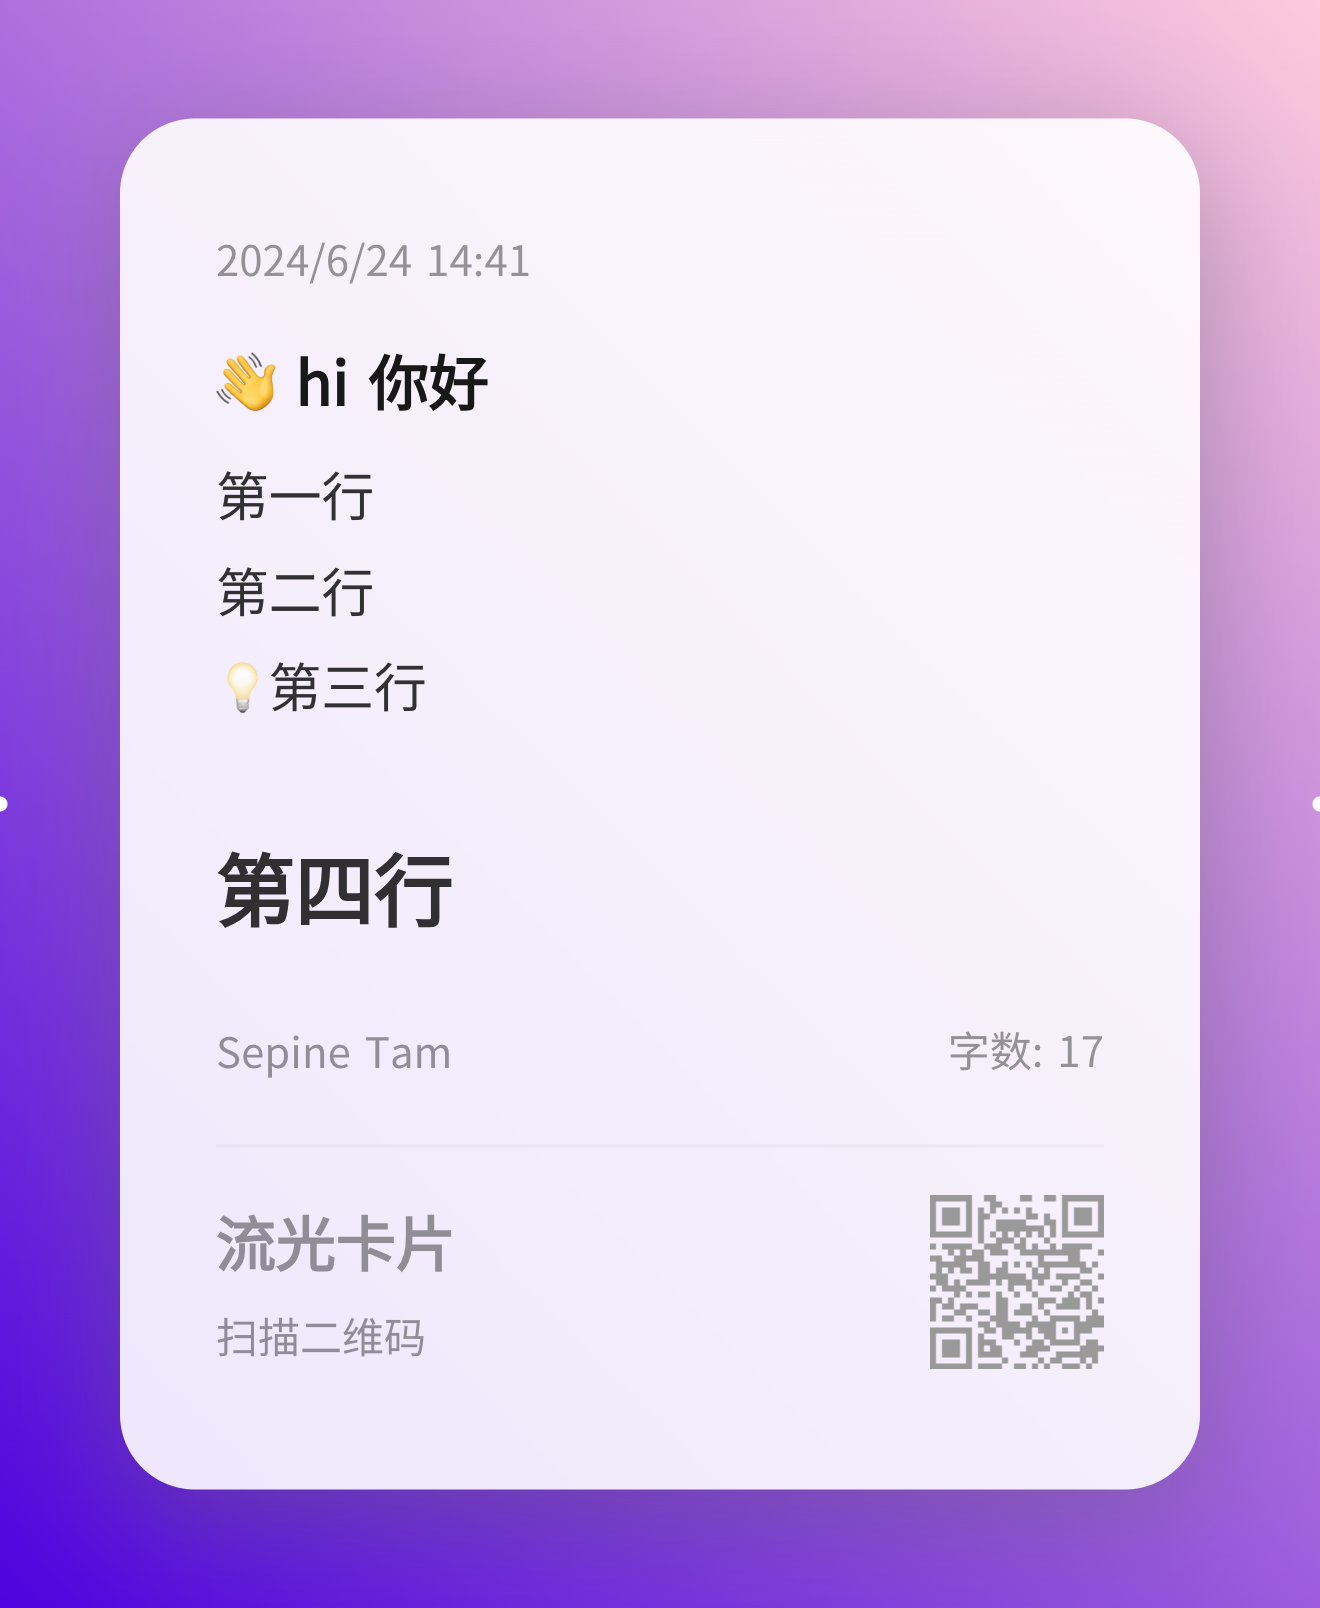 2024/6/24 14:41
👋 hi 你好
第一行
第二行
💡第三行
第四行
Sepine Tam
字数: 17
流光卡片
扫描二维码